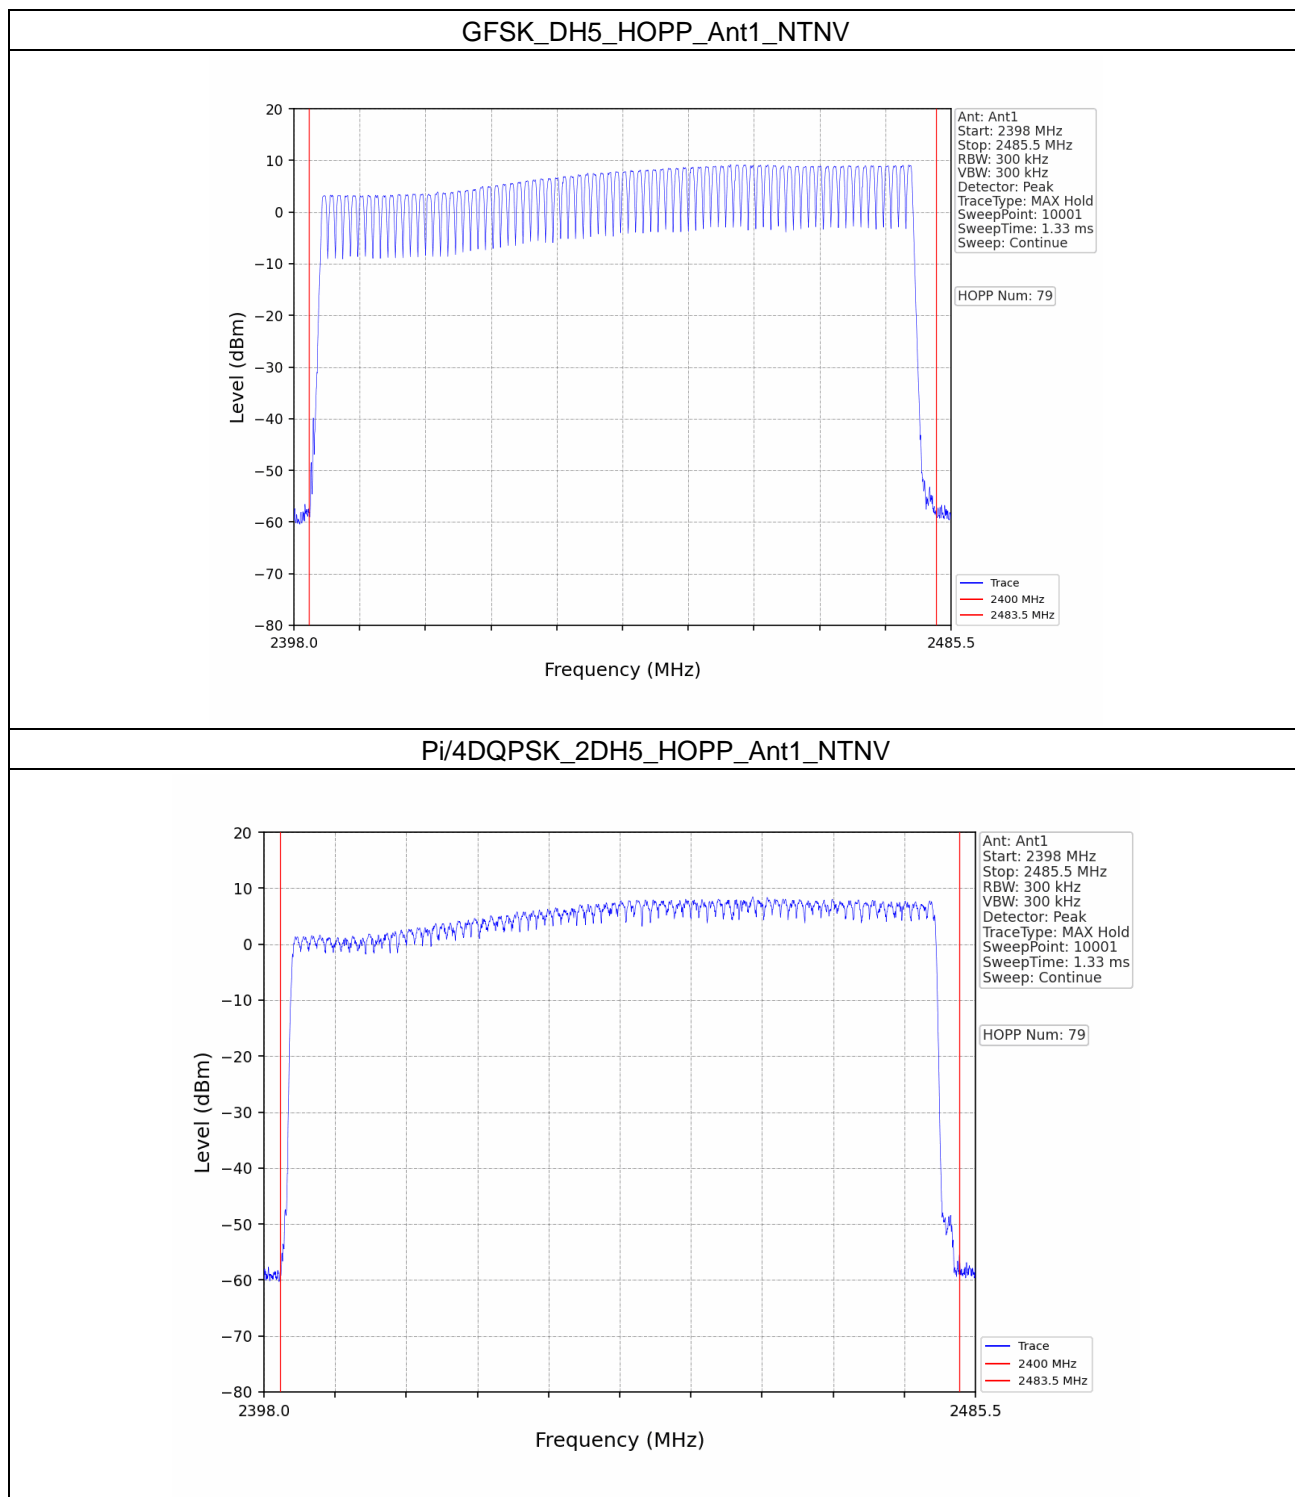 GFSK_DH5_HOPP_Ant1_NTNV
20
10
0
−10
−20
−30
−40
−50
−60
−70
−80
Level (dBm)
2398.0
2485.5
Frequency (MHz)
Ant: Ant1
Start: 2398 MHz
Stop: 2485.5 MHz
RBW: 300 kHz
VBW: 300 kHz
Detector: Peak
TraceType: MAX Hold
SweepPoint: 10001
SweepTime: 1.33 ms
Sweep: Continue
HOPP Num: 79
Trace
2400 MHz
2483.5 MHz
Pi/4DQPSK_2DH5_HOPP_Ant1_NTNV
20
10
0
−10
−20
−30
−40
−50
−60
−70
−80
Level (dBm)
2398.0
2485.5
Frequency (MHz)
Ant: Ant1
Start: 2398 MHz
Stop: 2485.5 MHz
RBW: 300 kHz
VBW: 300 kHz
Detector: Peak
TraceType: MAX Hold
SweepPoint: 10001
SweepTime: 1.33 ms
Sweep: Continue
HOPP Num: 79
Trace
2400 MHz
2483.5 MHz